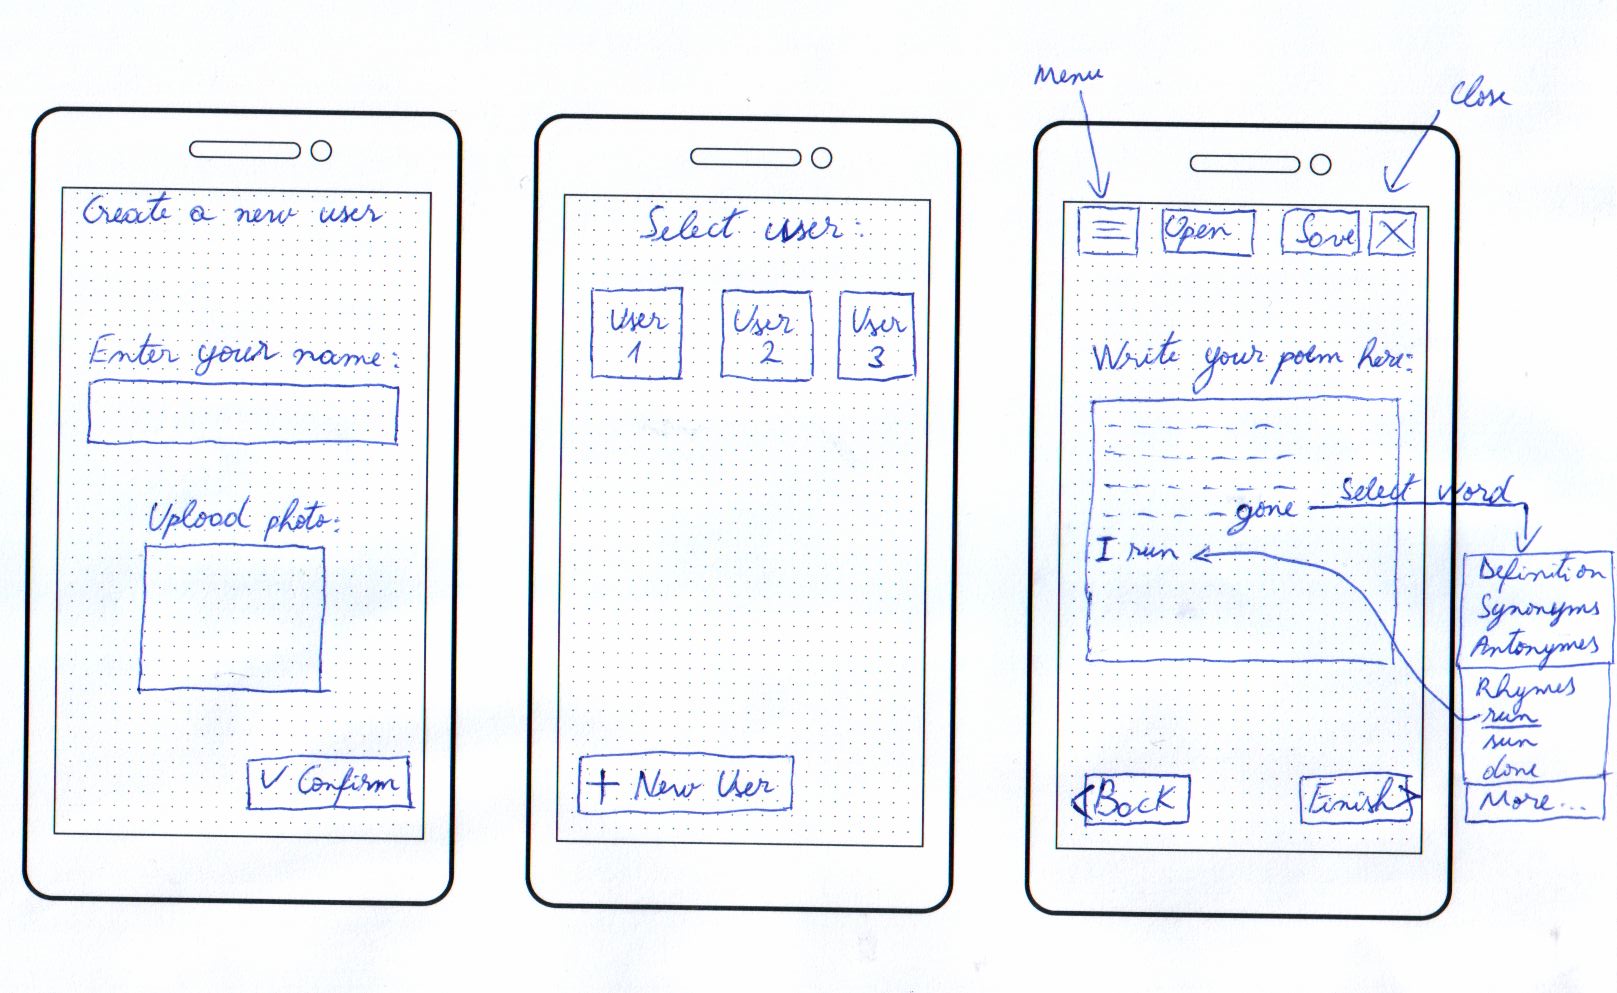 Create a new user
Enter your name:
Upload photo:
✓ Confirm
Select user:
User
1
User
2
User
3
+ New User
Menu
Close
Open
Save
X
Write your poem here:
gone
Select word
I run
Definition
Synonyms
Antonymes
Rhymes
run
sun
done
More...
< Back
Finish >